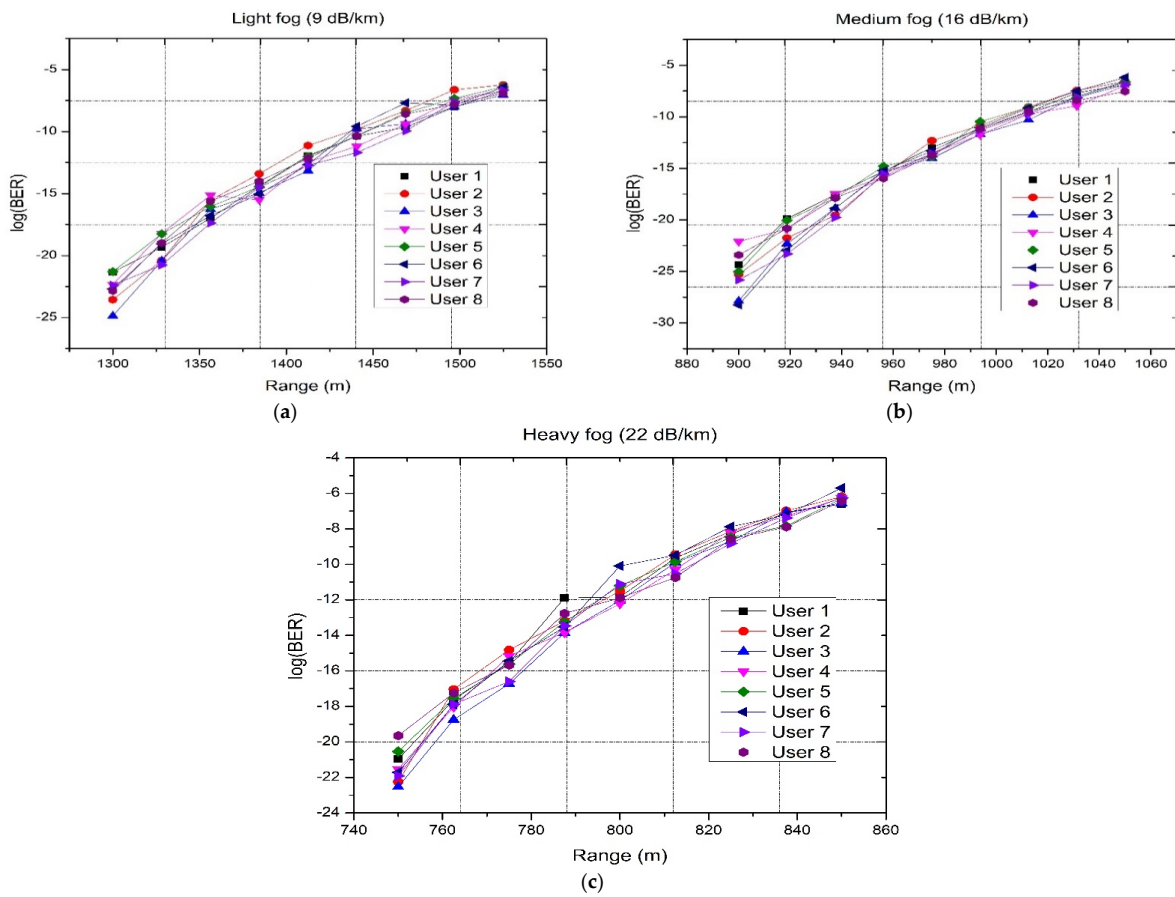 Light fog (9 dB/km)
-5
-10
-15
-20
-25
log(BER)
User 1
User 2
User 3
User 4
User 5
User 6
User 7
User 8
1300
1350
1400
1450
1500
1550
Range (m)
(a)
Medium fog (16 dB/km)
-5
-10
-15
-20
-25
-30
log(BER)
User 1
User 2
User 3
User 4
User 5
User 6
User 7
User 8
880
900
920
940
960
980
1000
1020
1040
1060
Range (m)
(b)
Heavy fog (22 dB/km)
-4
-6
-8
-10
-12
-14
-16
-18
-20
-22
-24
log(BER)
User 1
User 2
User 3
User 4
User 5
User 6
User 7
User 8
740
760
780
800
820
840
860
Range (m)
(c)